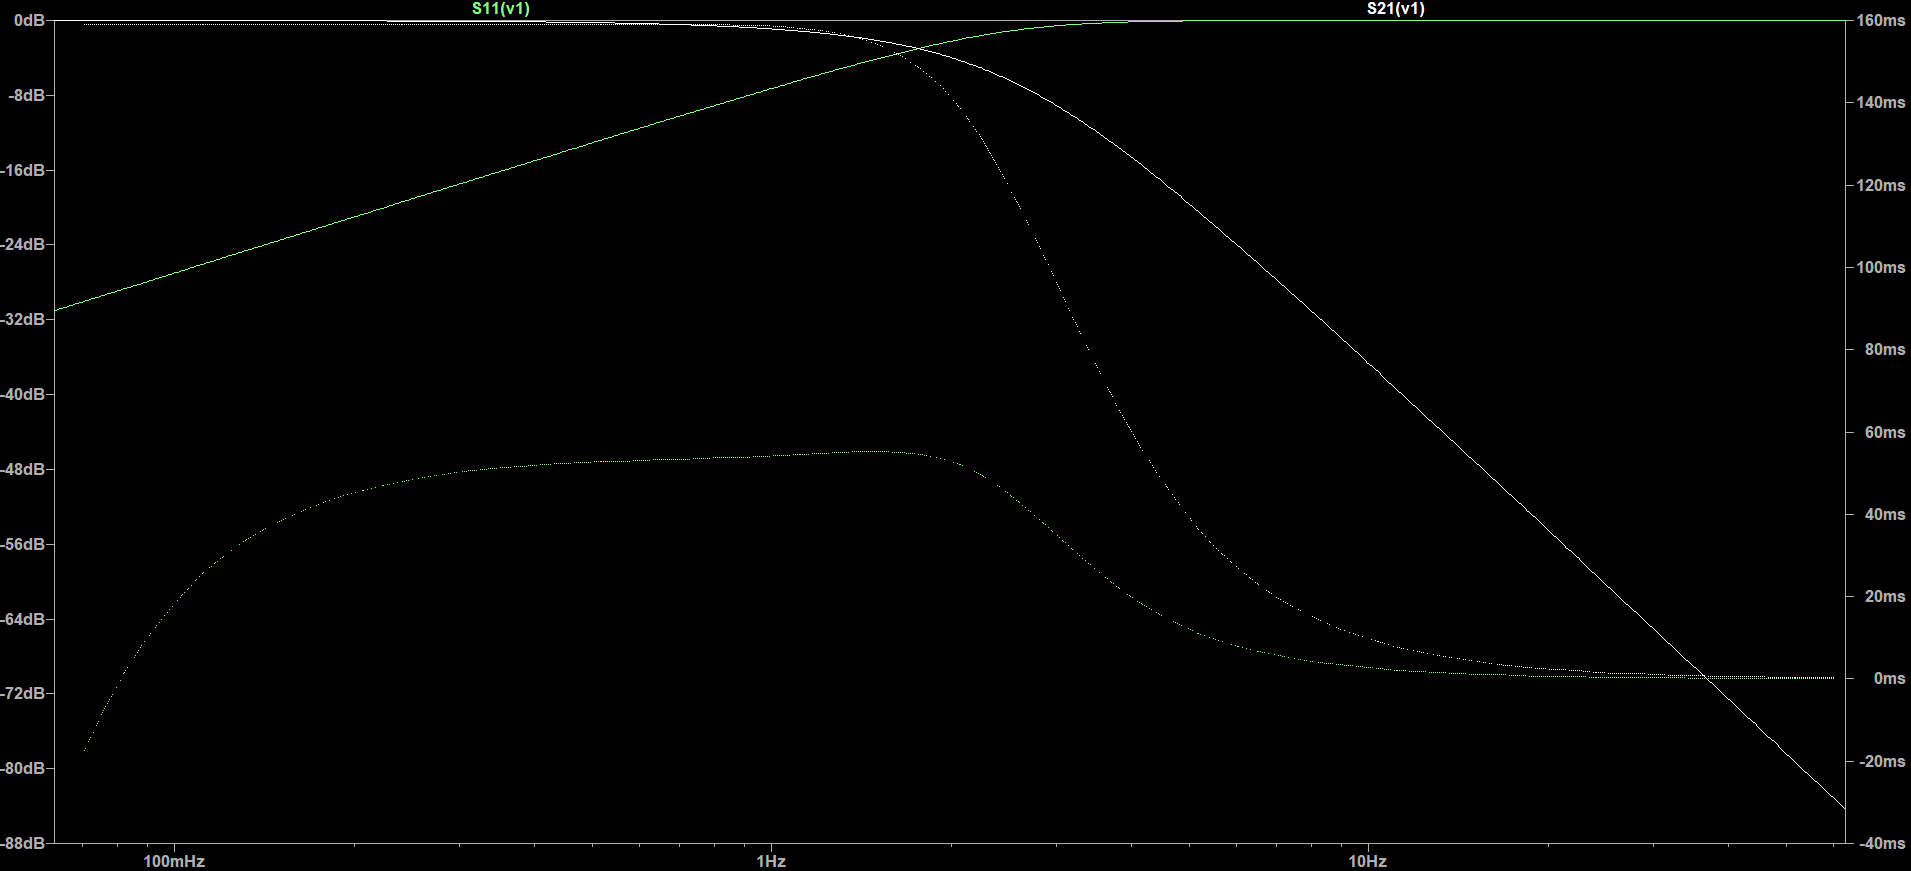 S11(v1) S21(v1)
0dB 160ms
-8dB 140ms
-16dB 120ms
-24dB 100ms
-32dB 80ms
-40dB 60ms
-48dB 40ms
-56dB 20ms
-64dB 0ms
-72dB -20ms
-80dB -40ms
-88dB
100mHz 1Hz 10Hz